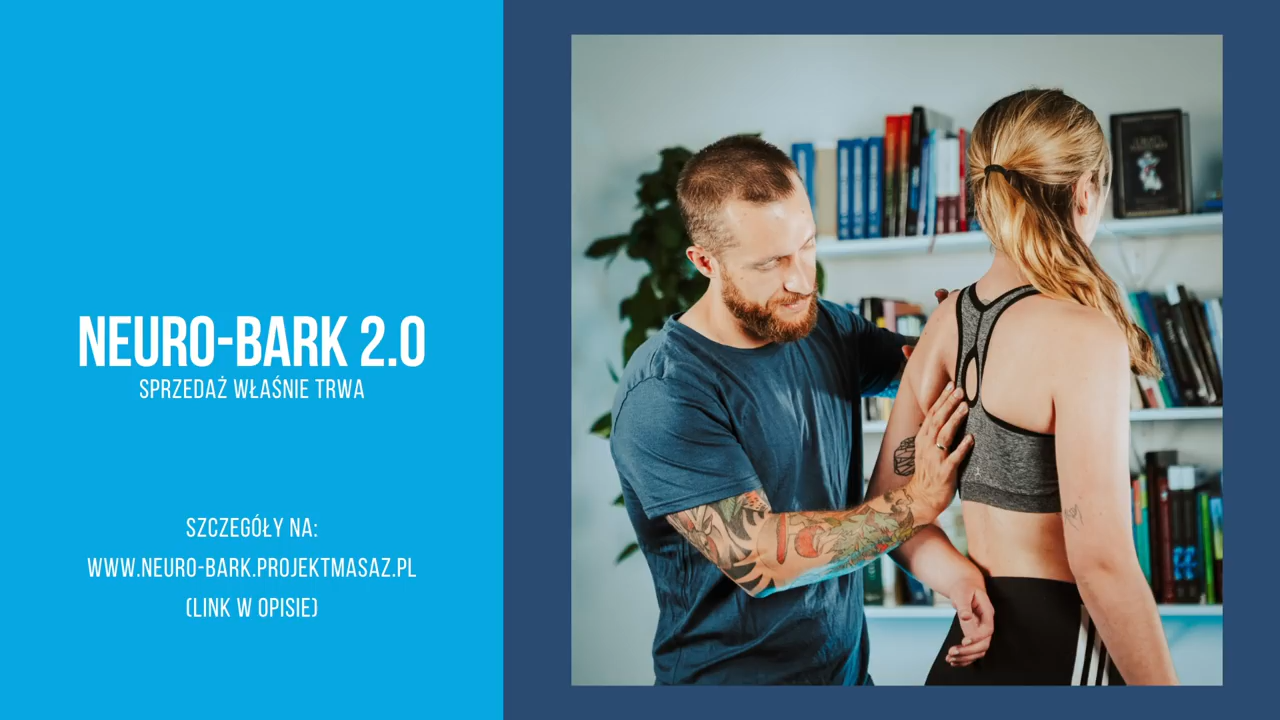 NEURO-BARK 2.0
SPRZEDAŻ WŁAŚNIE TRWA
SZCZEGÓŁY NA:
WWW.NEURO-BARK.PROJEKTMASAZ.PL
(LINK W OPISIE)